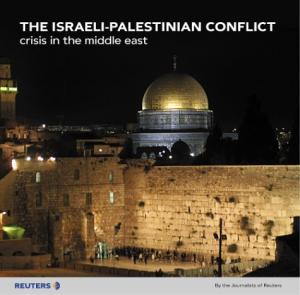 THE ISRAELI-PALESTINIAN CONFLICT
crisis in the middle east
REUTERS
By the Journalists of Reuters